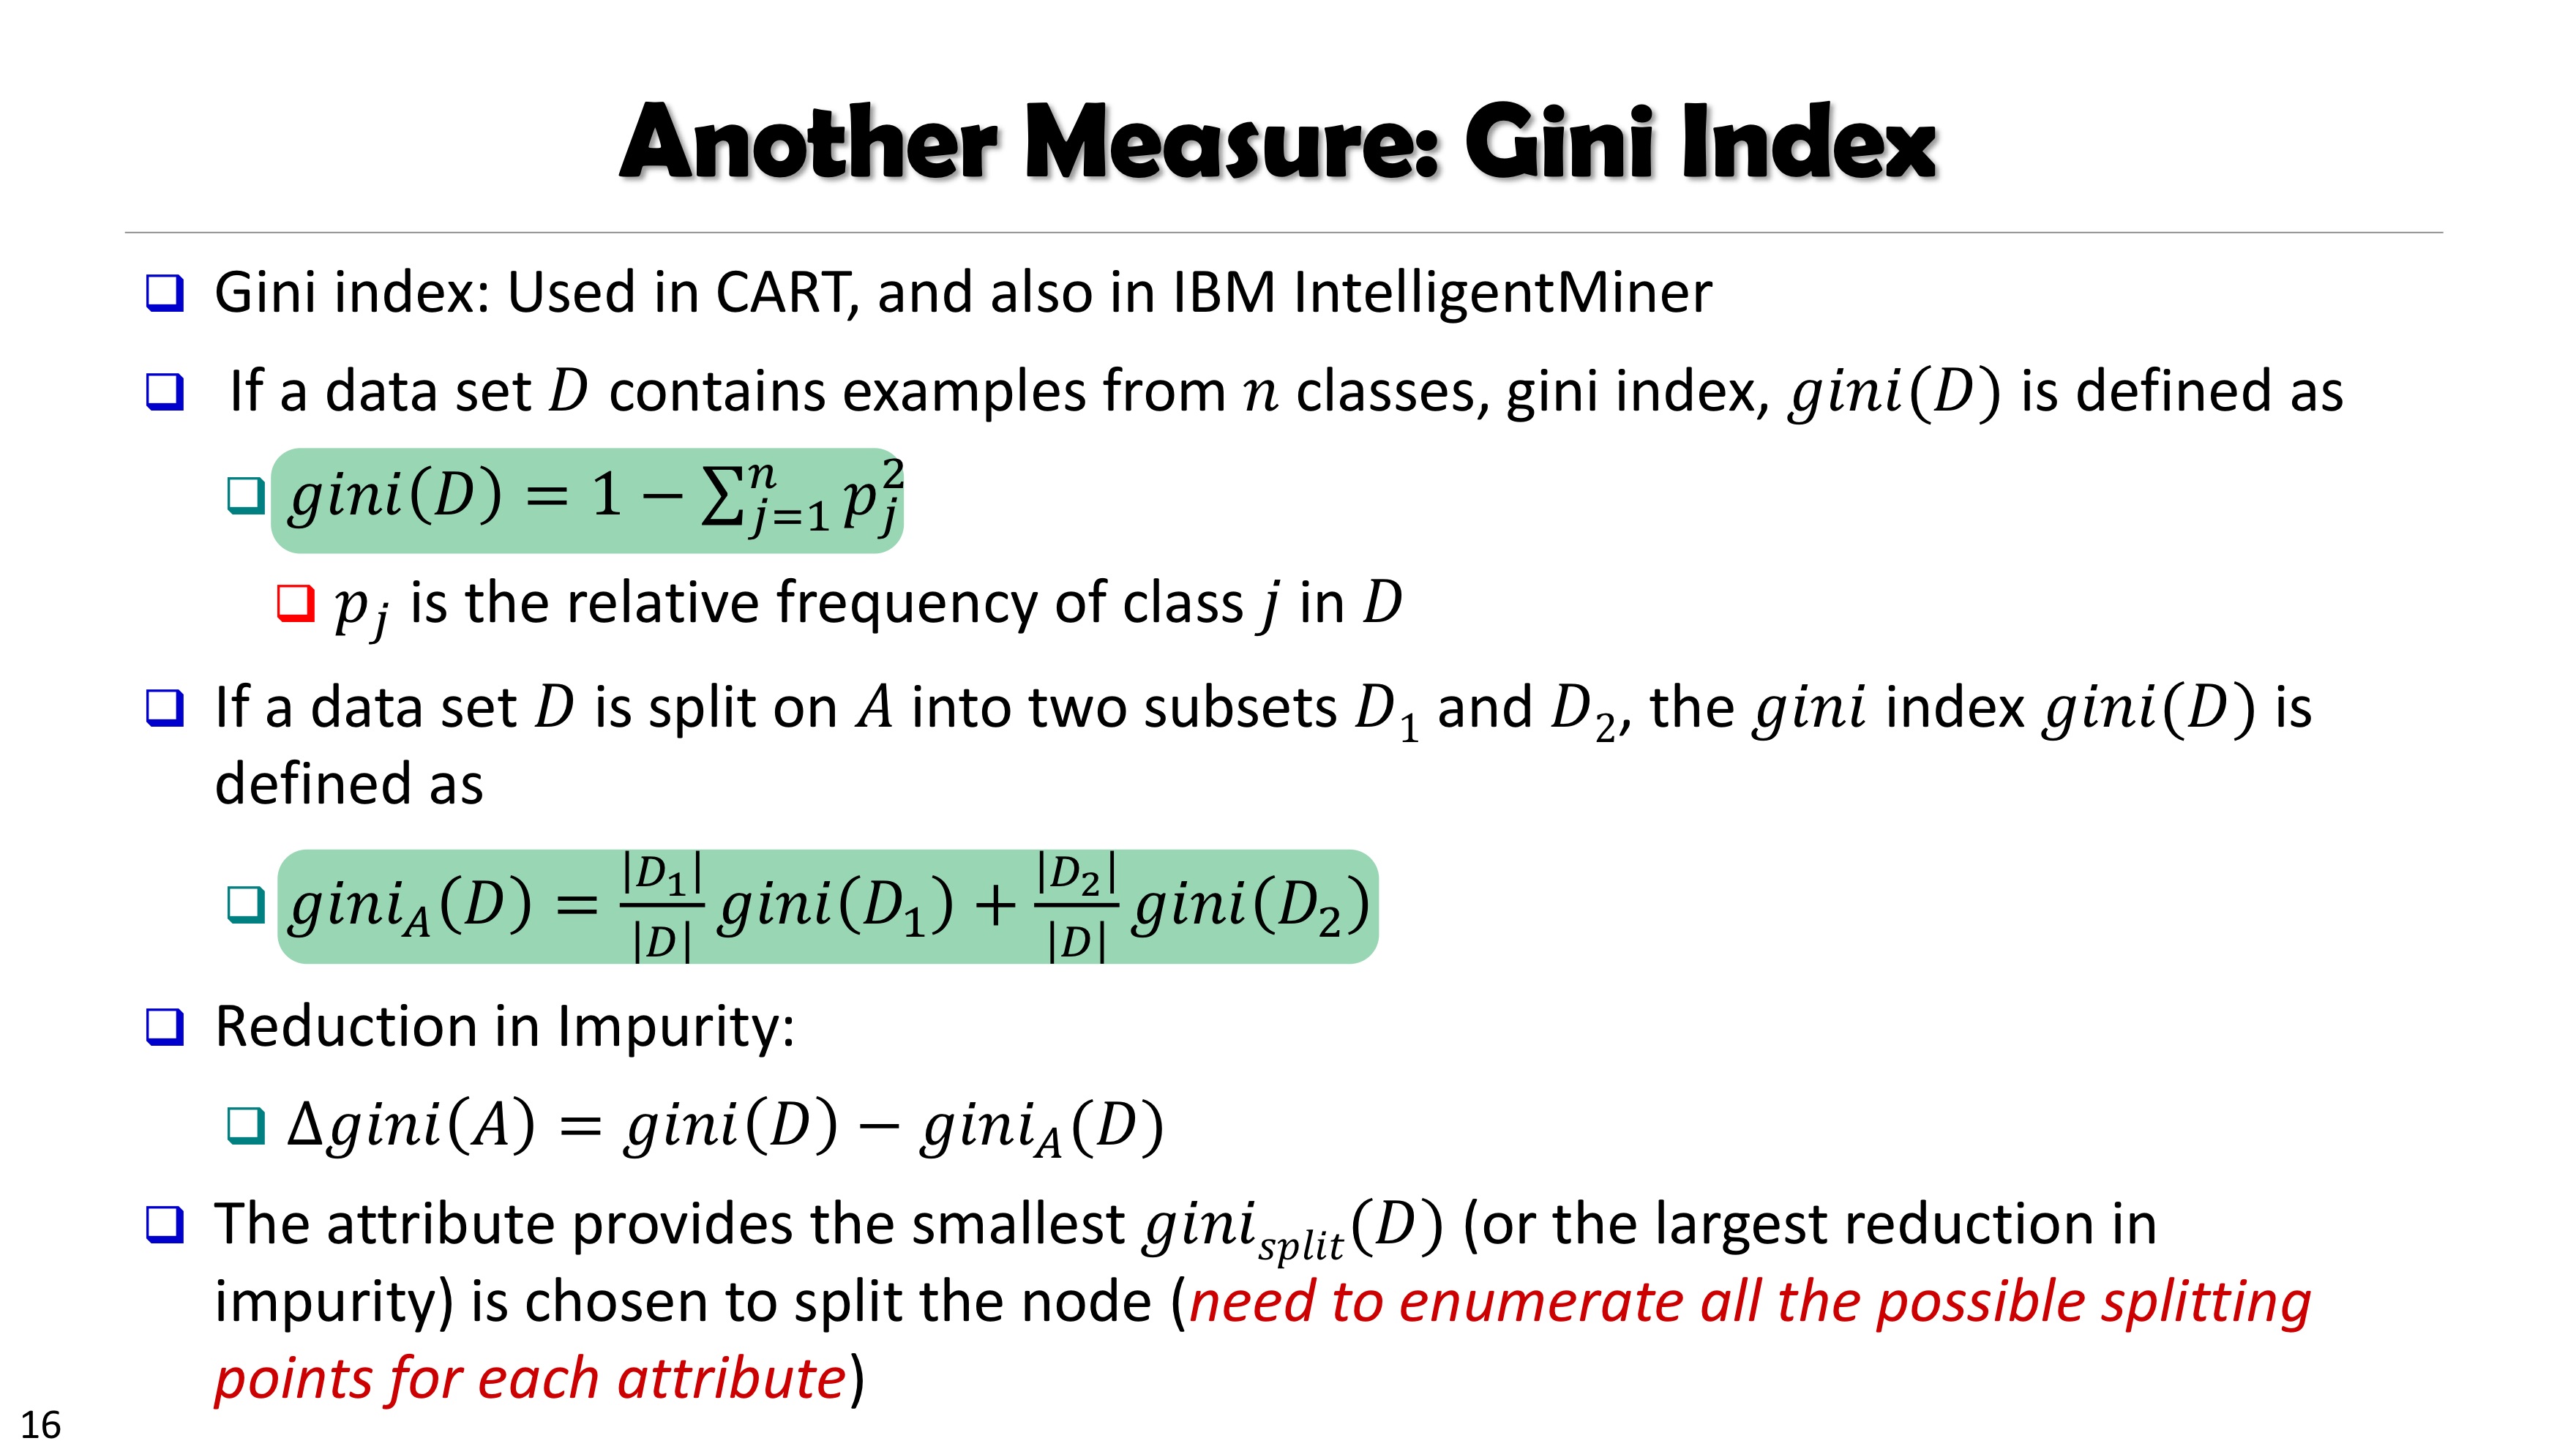 Another Measure: Gini Index
❑ Gini index: Used in CART, and also in IBM IntelligentMiner
❑ If a data set 𝐷 contains examples from 𝑛 classes, gini index, 𝑔𝑖𝑛𝑖(𝐷) is defined as
❑ 𝑔𝑖𝑛𝑖(𝐷) = 1 − ∑_{𝑗=1}^{𝑛} 𝑝_𝑗^2
❑ 𝑝_𝑗 is the relative frequency of class 𝑗 in 𝐷
❑ If a data set 𝐷 is split on 𝐴 into two subsets 𝐷_1 and 𝐷_2, the 𝑔𝑖𝑛𝑖 index 𝑔𝑖𝑛𝑖(𝐷) is
defined as
❑ 𝑔𝑖𝑛𝑖_𝐴(𝐷) = |𝐷_1|/|𝐷| 𝑔𝑖𝑛𝑖(𝐷_1) + |𝐷_2|/|𝐷| 𝑔𝑖𝑛𝑖(𝐷_2)
❑ Reduction in Impurity:
❑ Δ𝑔𝑖𝑛𝑖(𝐴) = 𝑔𝑖𝑛𝑖(𝐷) − 𝑔𝑖𝑛𝑖_𝐴(𝐷)
❑ The attribute provides the smallest 𝑔𝑖𝑛𝑖_{𝑠𝑝𝑙𝑖𝑡}(𝐷) (or the largest reduction in
impurity) is chosen to split the node (need to enumerate all the possible splitting
points for each attribute)
16